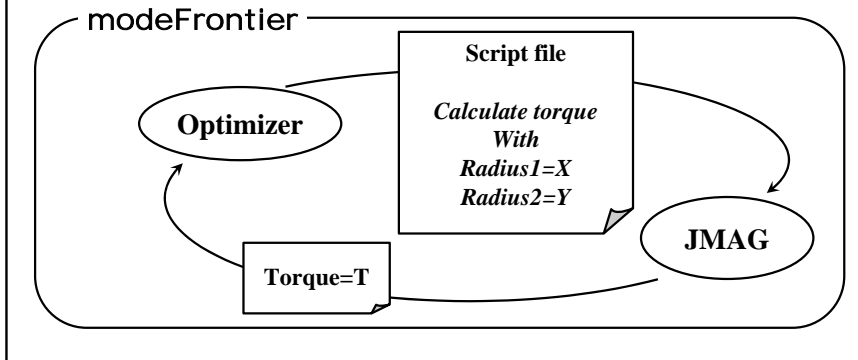 modeFrontier
Script file
Calculate torque
With
Radius1=X
Radius2=Y
Optimizer
JMAG
Torque=T